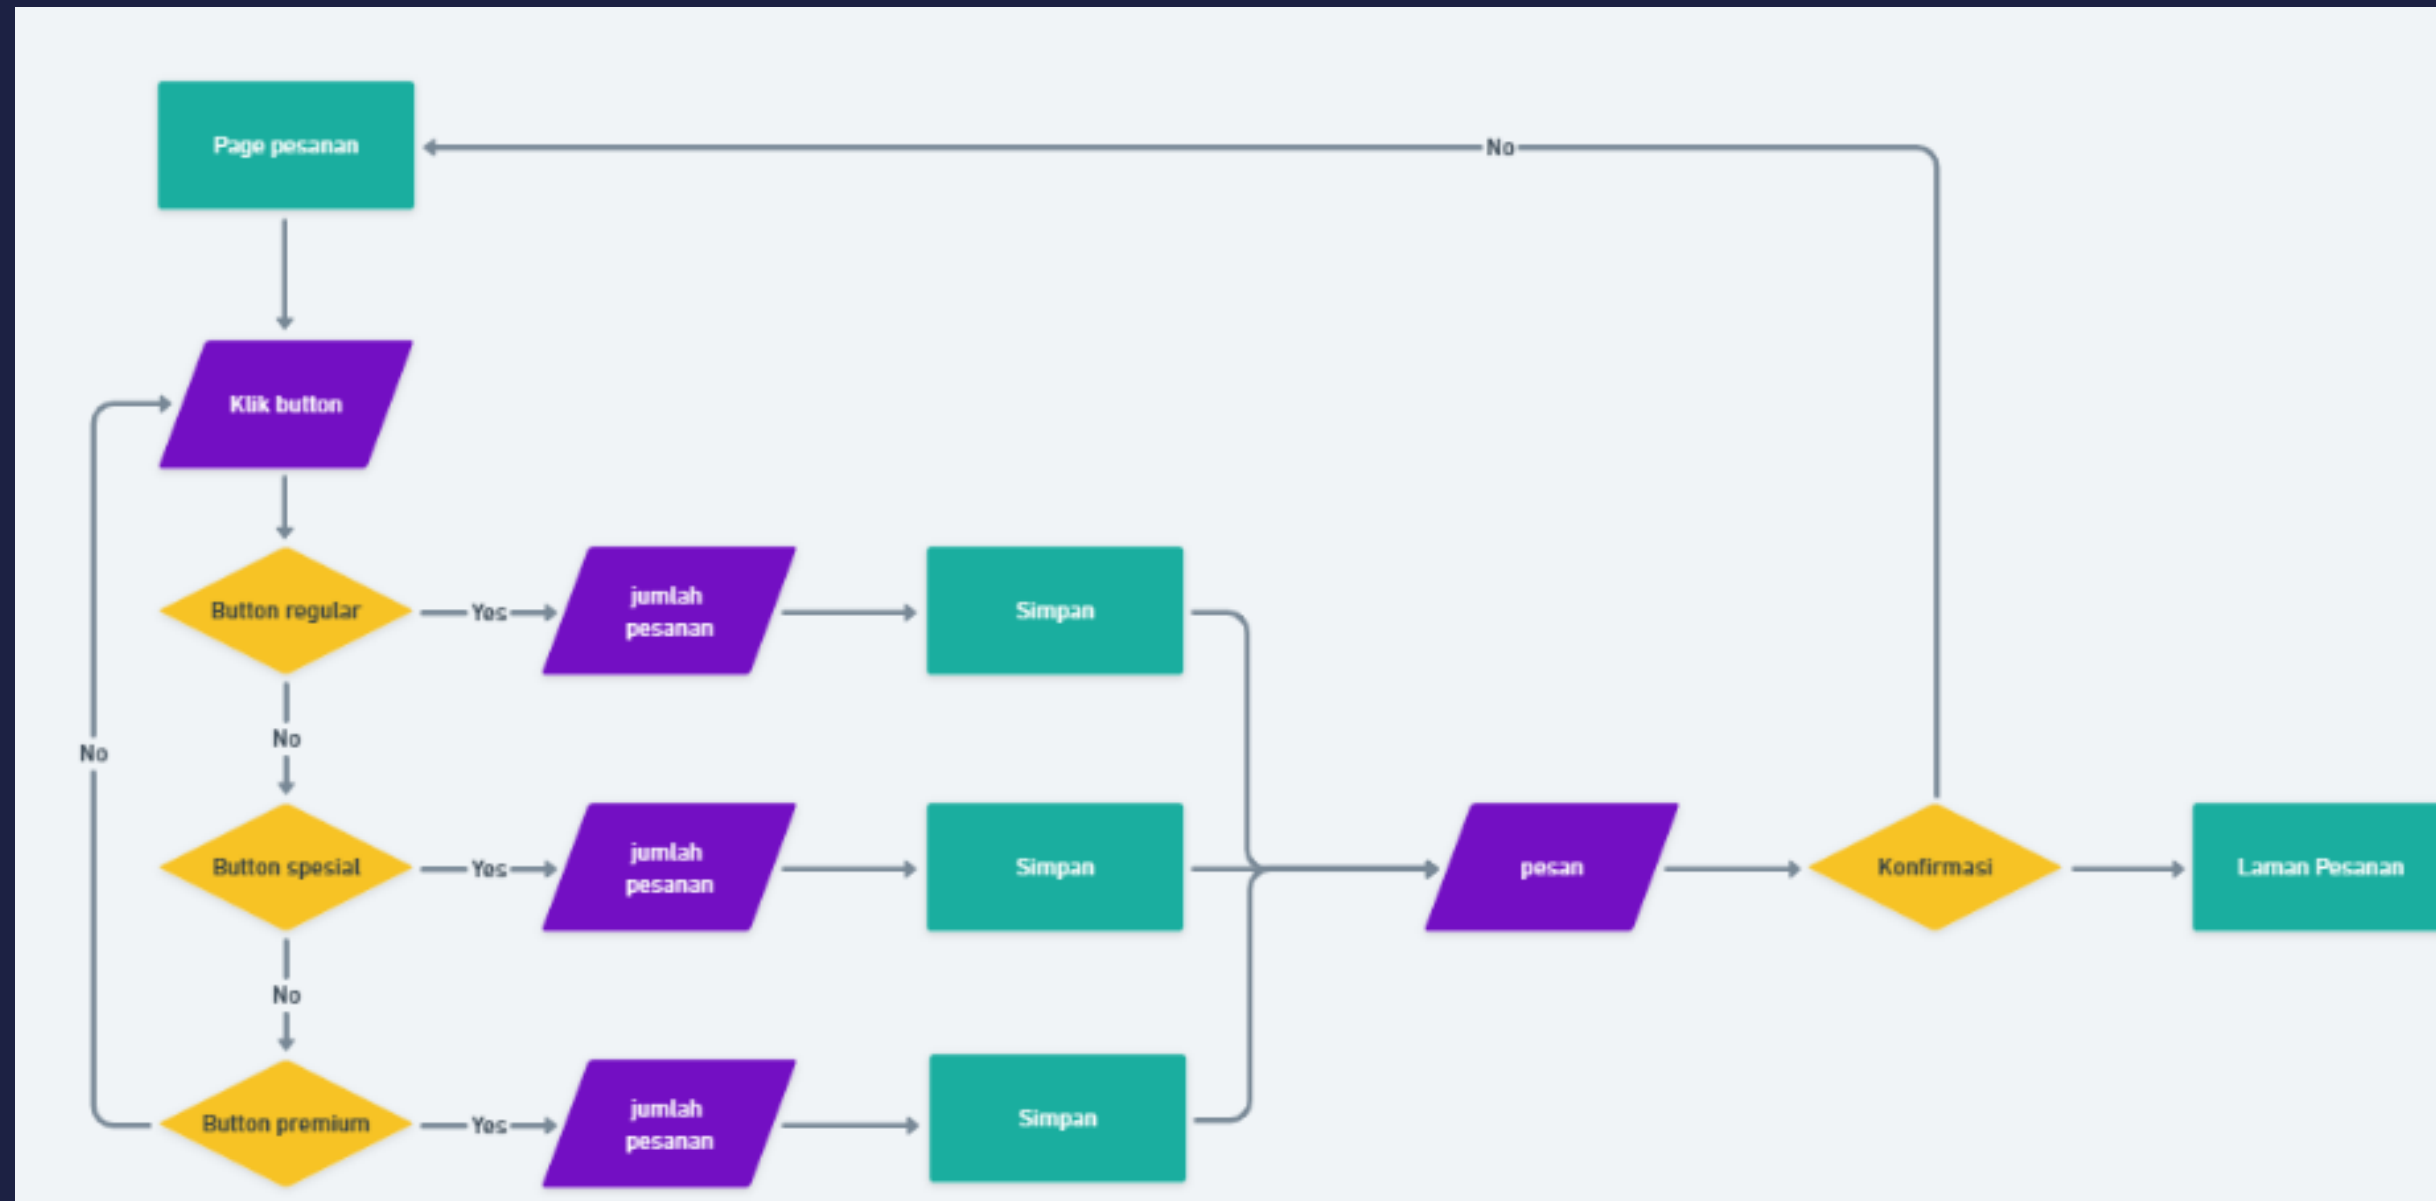 Page pesanan
No
Klik button
Button regular
Yes
jumlah
pesanan
Simpan
No
No
Button spesial
Yes
jumlah
pesanan
Simpan
pesan
Konfirmasi
Laman Pesanan
No
Button premium
Yes
jumlah
pesanan
Simpan